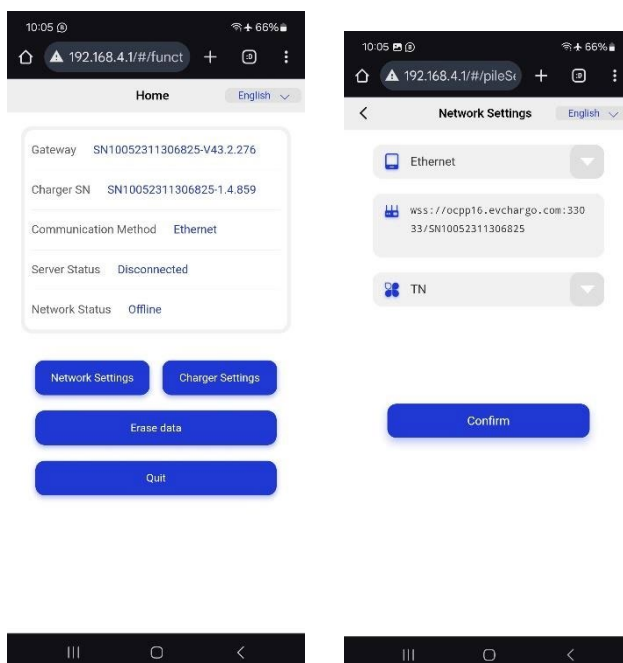 10:05
66%
192.168.4.1/#/funct
:D
Home
English
Gateway SN10052311306825-V43.2.276
Charger SN SN10052311306825-1.4.859
Communication Method Ethernet
Server Status Disconnected
Network Status Offline
Network Settings
Charger Settings
Erase data
Quit
10:05
66%
192.168.4.1/#/pileSe
:D
Network Settings
English
Ethernet
wss://ocpp16.evchargo.com:330
33/SN10052311306825
TN
Confirm